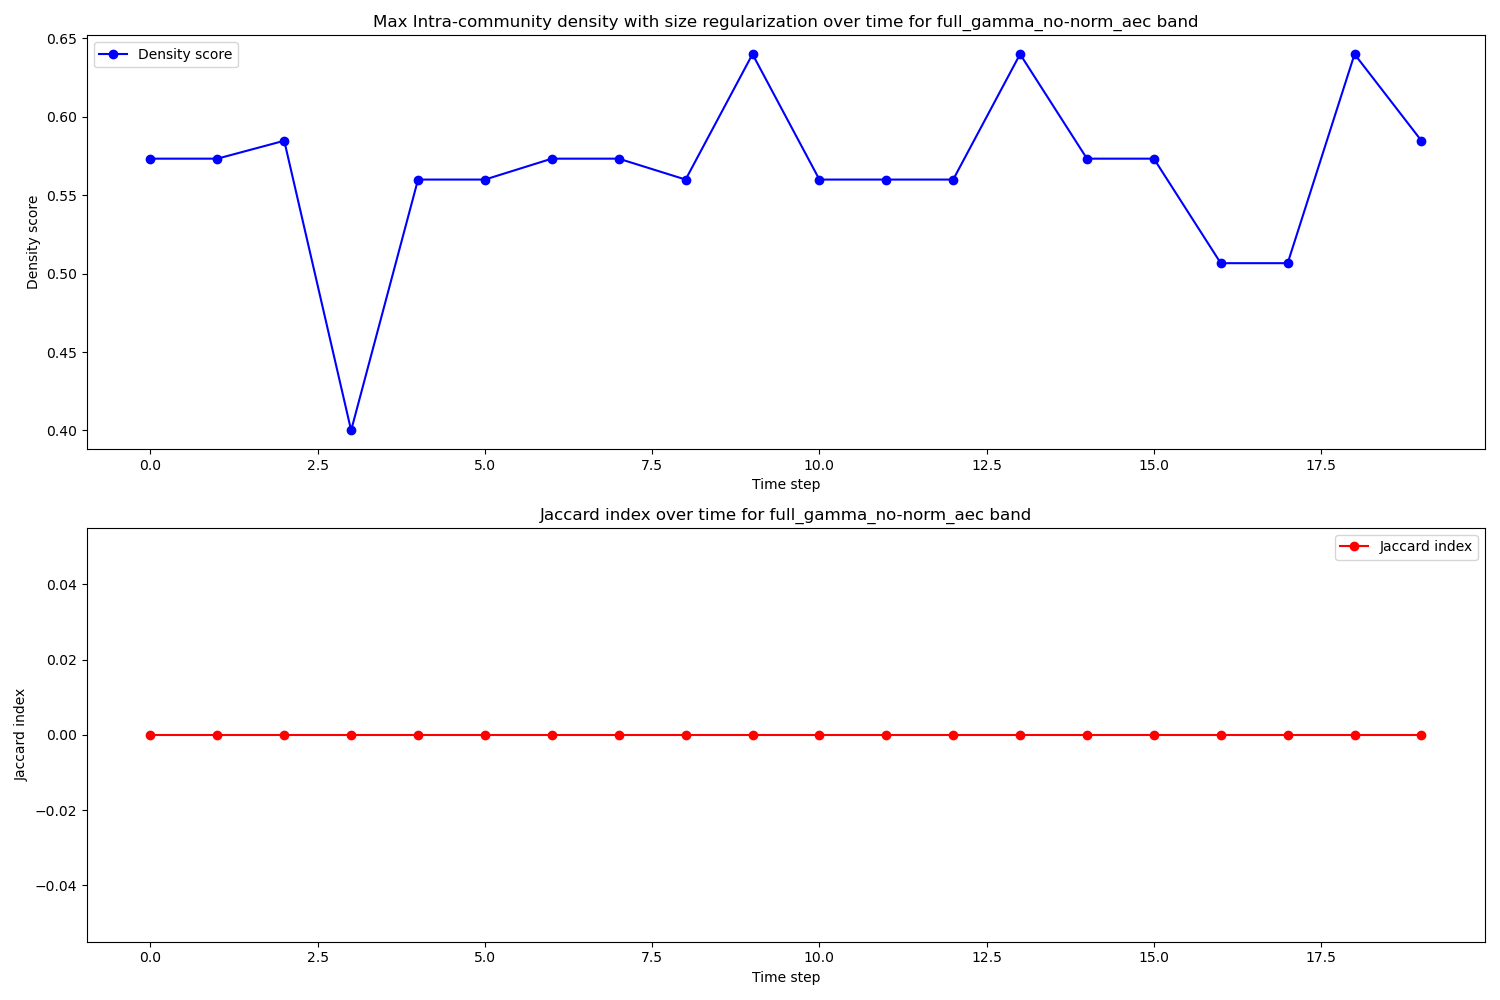 Max Intra-community density with size regularization over time for full_gamma_no-norm_aec band
Density score
0.65
0.60
0.55
0.50
0.45
0.40
Density score
0.0 2.5 5.0 7.5 10.0 12.5 15.0 17.5
Time step
Jaccard index over time for full_gamma_no-norm_aec band
Jaccard index
0.04
0.02
0.00
−0.02
−0.04
Jaccard index
0.0 2.5 5.0 7.5 10.0 12.5 15.0 17.5
Time step